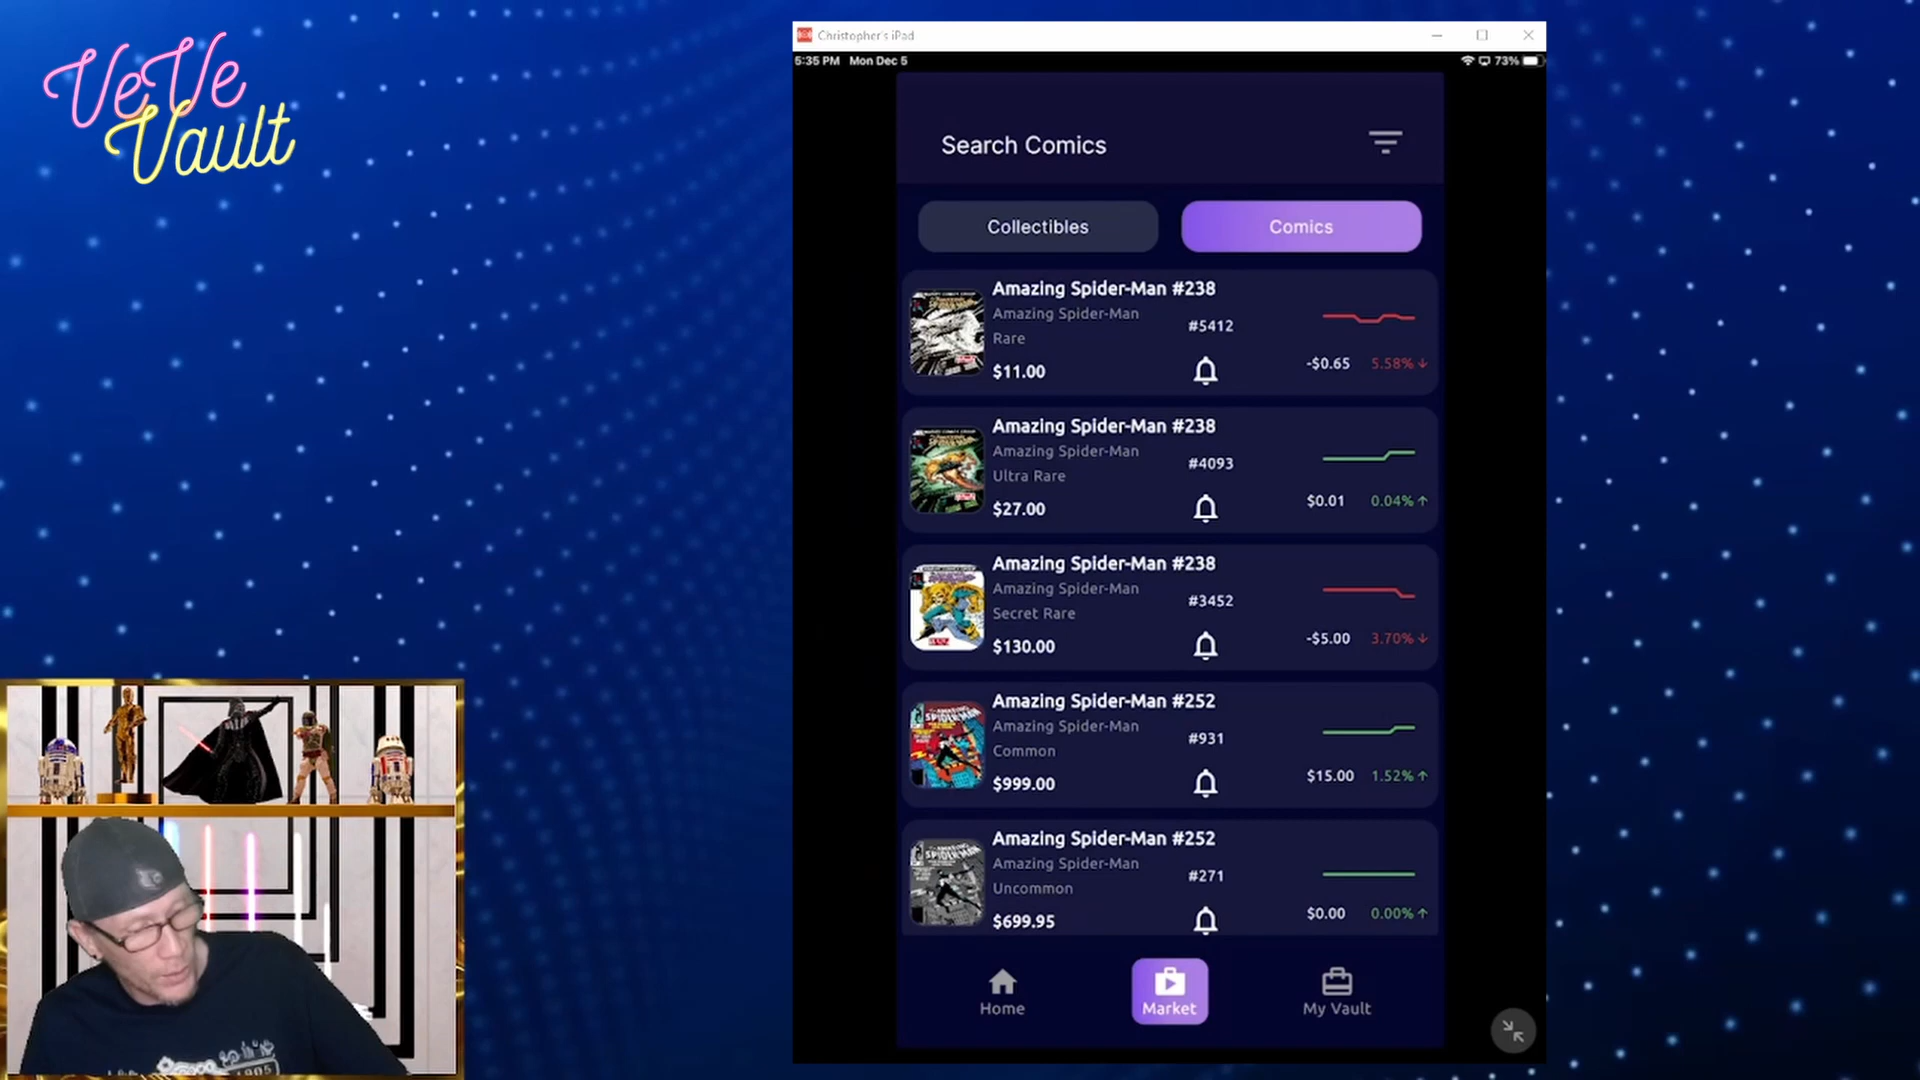 VeVe
Vault
Christopher's iPad
5:35 PM Mon Dec 5
73%
Search Comics
Collectibles
Comics
Amazing Spider-Man #238
Amazing Spider-Man
#5412
Rare
$11.00
-$0.65 5.58% ↓
Amazing Spider-Man #238
Amazing Spider-Man
#4093
Ultra Rare
$27.00
$0.01 0.04% ↑
Amazing Spider-Man #238
Amazing Spider-Man
#3452
Secret Rare
$130.00
-$5.00 3.70% ↓
Amazing Spider-Man #252
Amazing Spider-Man
#931
Common
$999.00
$15.00 1.52% ↑
Amazing Spider-Man #252
Amazing Spider-Man
#271
Uncommon
$699.95
$0.00 0.00% ↑
Home
Market
My Vault